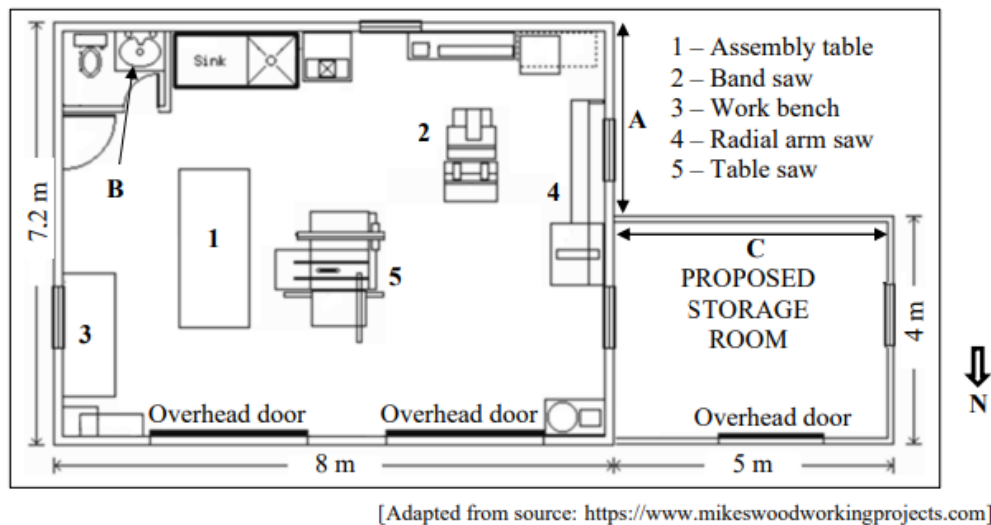 1 – Assembly table
2 – Band saw
3 – Work bench
4 – Radial arm saw
5 – Table saw
Sink
2
A
B
4
7.2 m
1
C
5
PROPOSED
STORAGE
ROOM
3
4 m
N
Overhead door Overhead door Overhead door
8 m 5 m
[Adapted from source: https://www.mikeswoodworkingprojects.com]